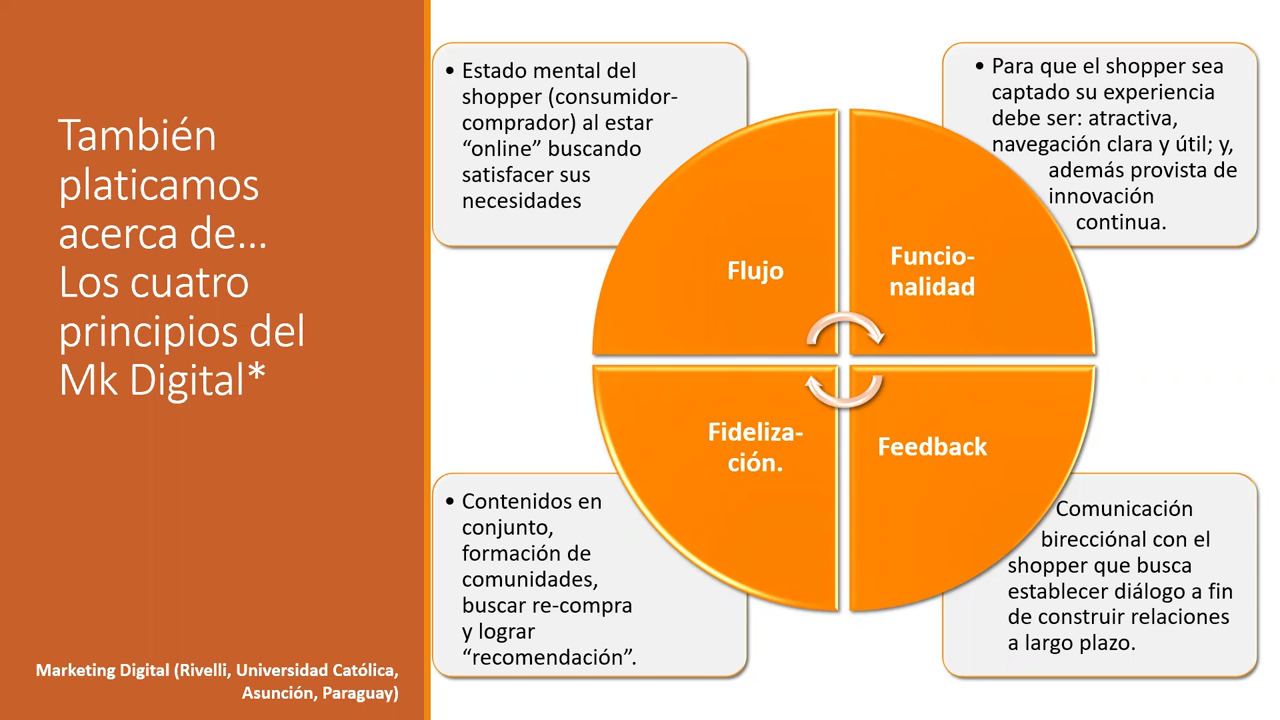 También
platicamos
acerca de...
Los cuatro
principios del
Mk Digital*
Marketing Digital (Rivelli, Universidad Católica,
Asunción, Paraguay)
• Estado mental del
shopper (consumidor-
comprador) al estar
“online” buscando
satisfacer sus
necesidades
• Para que el shopper sea
captado su experiencia
debe ser: atractiva,
navegación clara y útil; y,
además provista de
innovación
continua.
Flujo
Funcio-
nalidad
Fideliza-
ción.
Feedback
• Contenidos en
conjunto,
formación de
comunidades,
buscar re-compra
y lograr
“recomendación”.
Comunicación
birecciónal con el
shopper que busca
establecer diálogo a fin
de construir relaciones
a largo plazo.